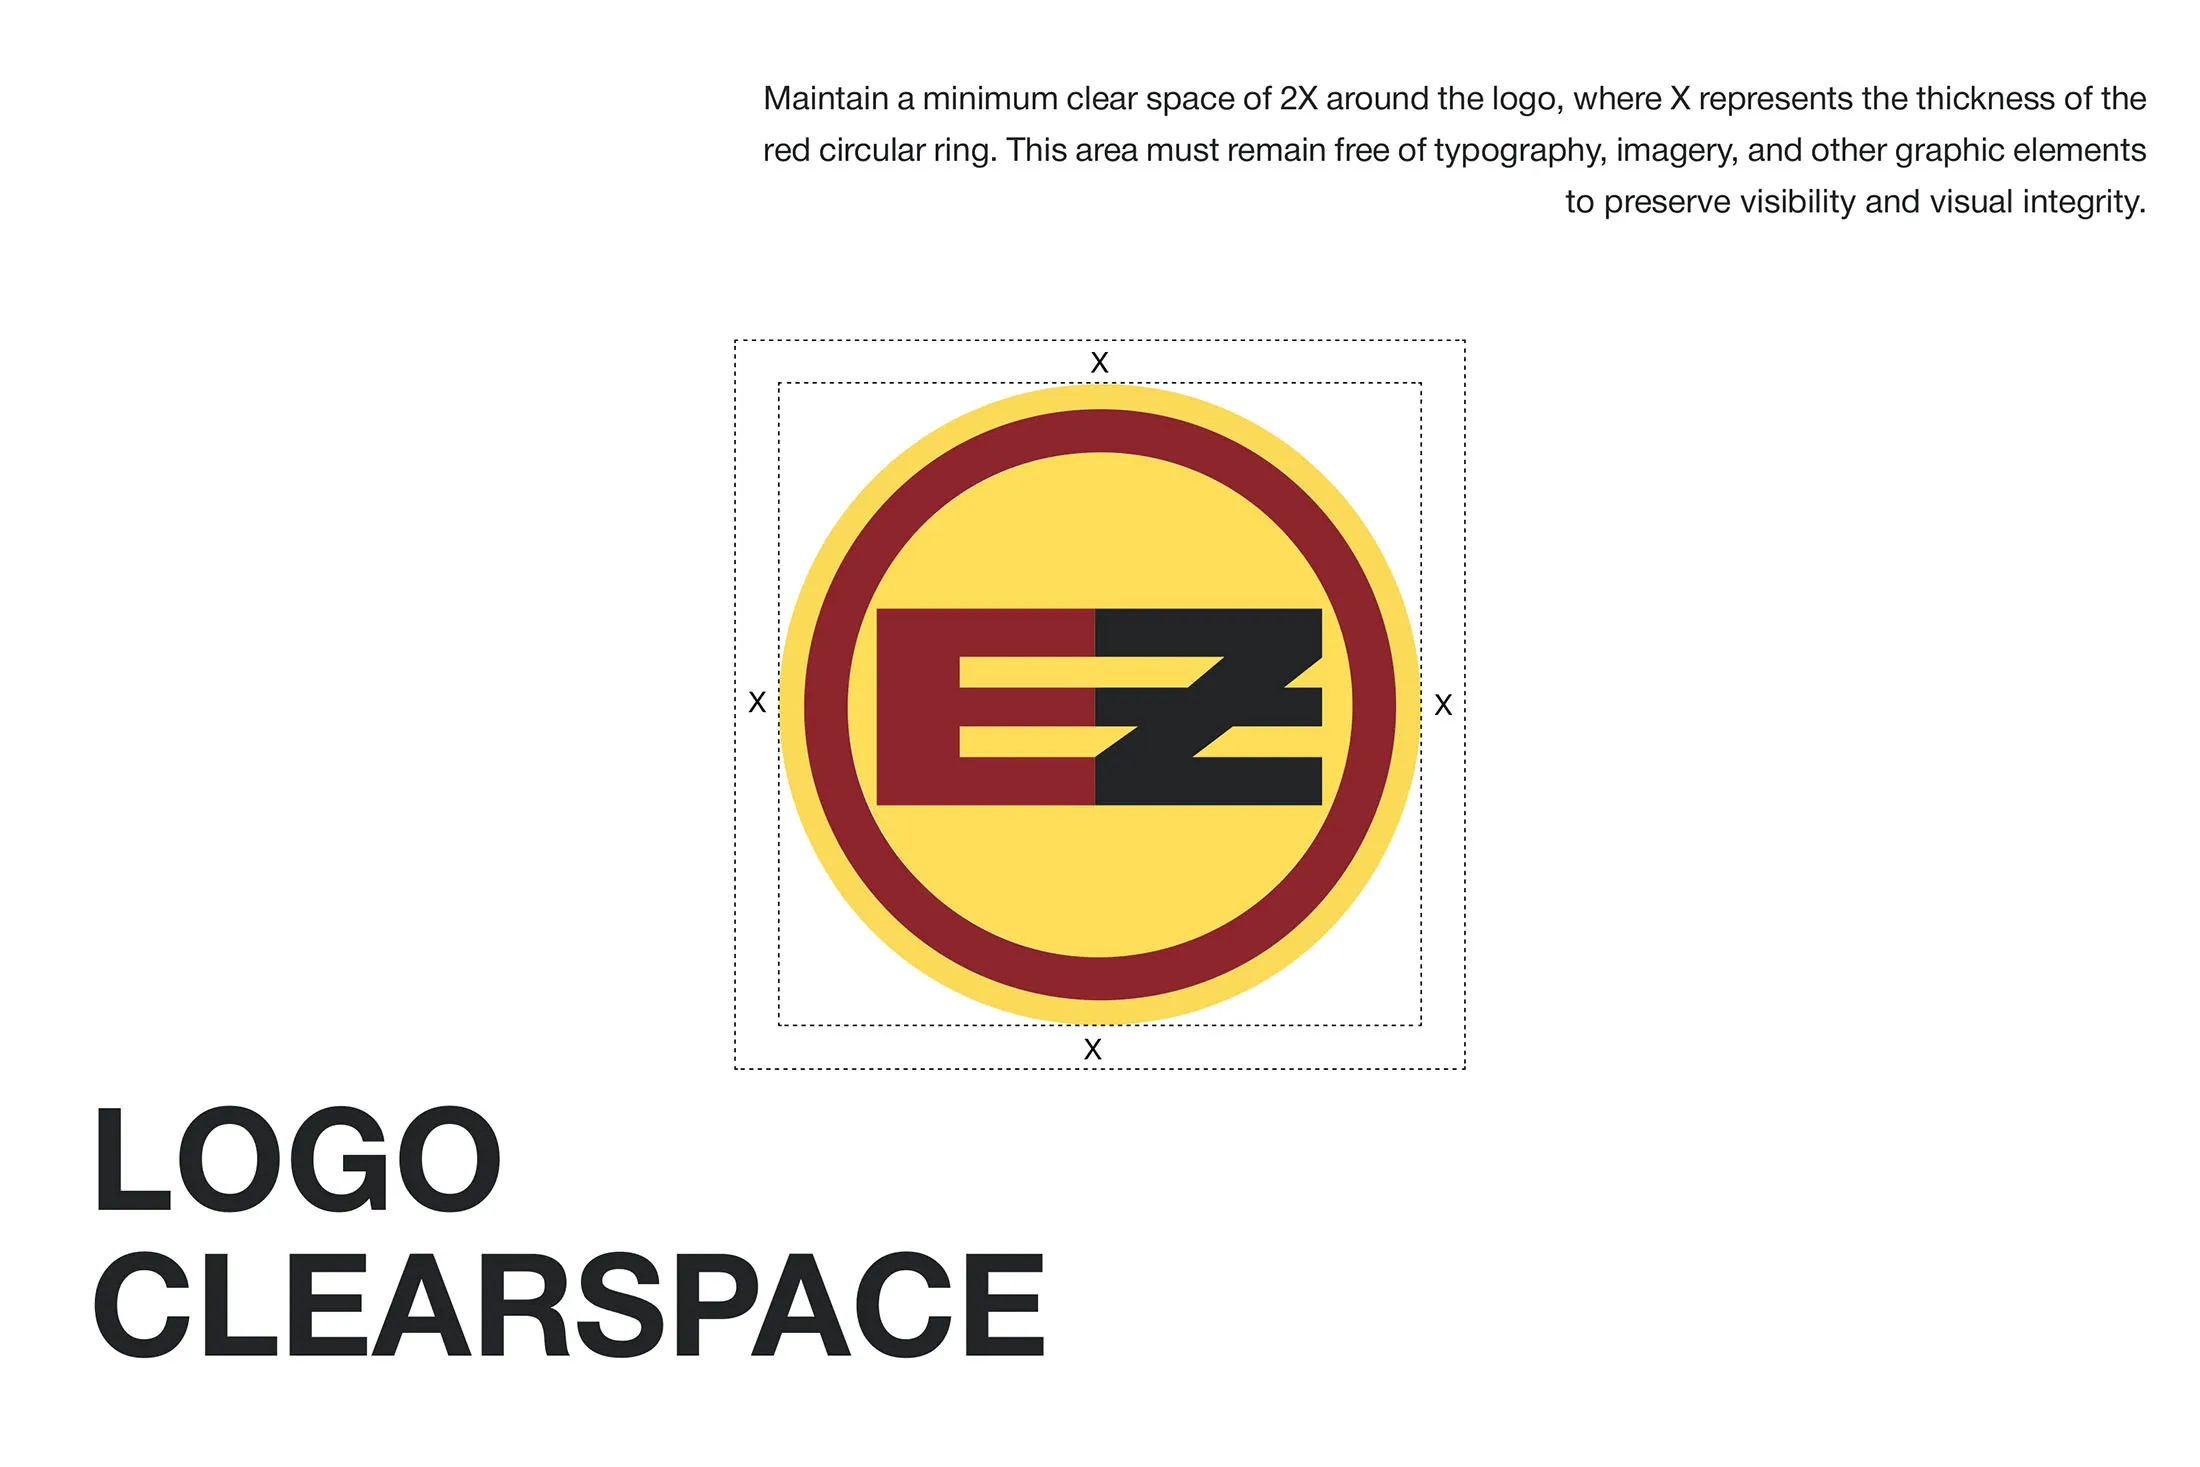 Maintain a minimum clear space of 2X around the logo, where X represents the thickness of the
red circular ring. This area must remain free of typography, imagery, and other graphic elements
to preserve visibility and visual integrity.
X
EZ
X
X
X
LOGO
CLEARSPACE